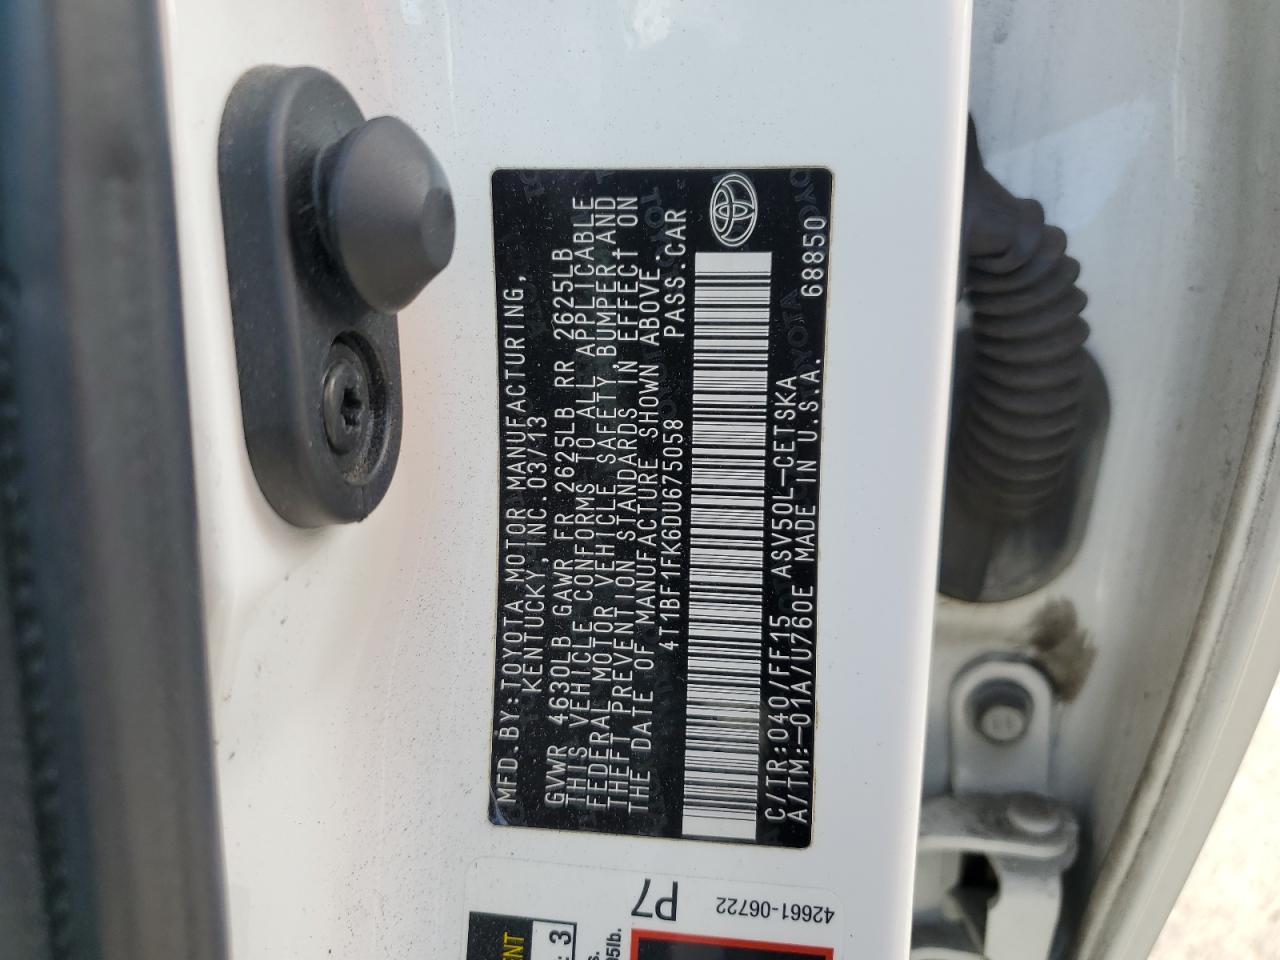 MFD.BY:TOYOTA MOTOR MANUFACTURING,
KENTUCKY, INC. 03/13
GVWR 4630LB GAWR FR 2625LB RR 2625LB
THIS VEHICLE CONFORMS TO ALL APPLICABLE
FEDERAL MOTOR VEHICLE SAFETY, BUMPER, AND
THEFT PREVENTION STANDARDS IN EFFECT ON
THE DATE OF MANUFACTURE SHOWN ABOVE.
4T1BF1FK6DU675058 PASS.CAR
C/TR:040/FF15 ASV50L-CETSKA
A/TM:-01A/U760E MADE IN U.S.A. 68850
P7
42661-06722
3